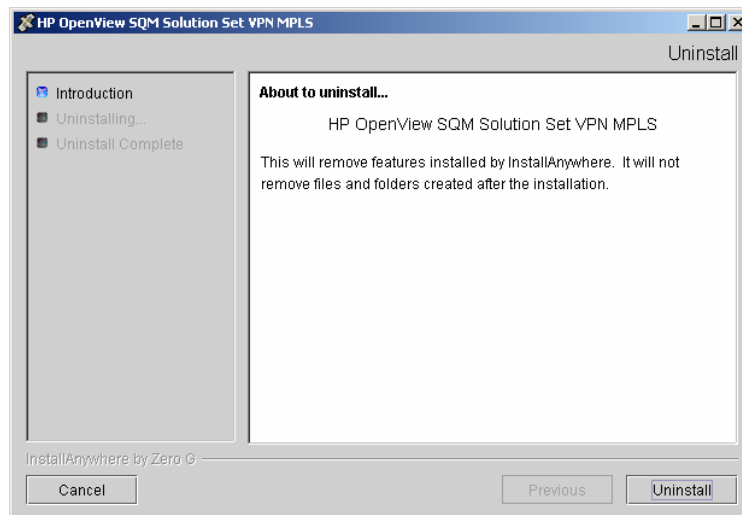 HP OpenView SQM Solution Set VPN MPLS
Uninstall
Introduction
Uninstalling...
Uninstall Complete
About to uninstall...
HP OpenView SQM Solution Set VPN MPLS
This will remove features installed by InstallAnywhere. It will not
remove files and folders created after the installation.
InstallAnywhere by Zero G
Cancel
Previous
Uninstall